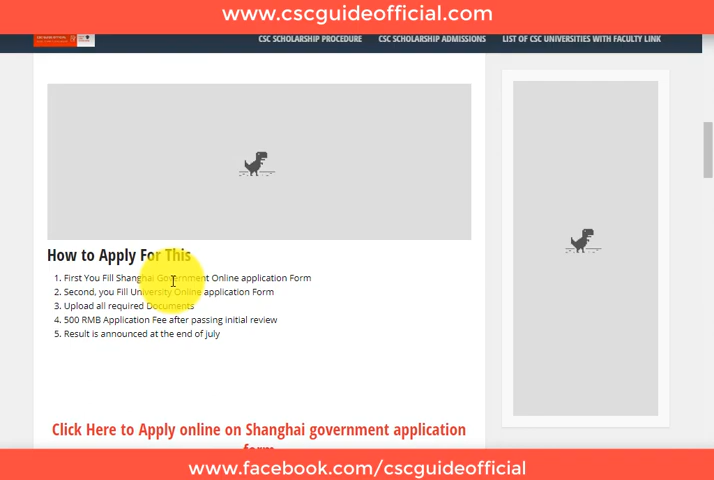 www.cscguideofficial.com
CSC SCHOLARSHIP PROCEDURE CSC SCHOLARSHIP ADMISSIONS LIST OF CSC UNIVERSITIES WITH FACULTY LINK
How to Apply For This
1. First You Fill Shanghai Government Online application Form
2. Second, you Fill University Online application Form
3. Upload all required Documents
4. 500 RMB Application Fee after passing initial review
5. Result is announced at the end of july
Click Here to Apply online on Shanghai government application
form
www.facebook.com/cscguideofficial